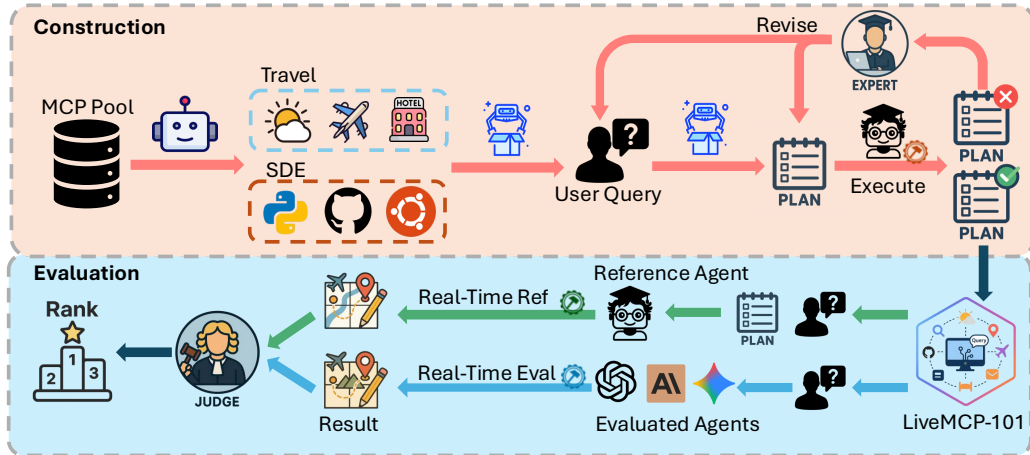 Construction
Revise
EXPERT
Travel
MCP Pool
HOTEL
SDE
User Query
PLAN
Execute
PLAN
PLAN
Evaluation
Reference Agent
Rank
Real-Time Ref
PLAN
Query
1
2
3
JUDGE
Real-Time Eval
A\
Result
Evaluated Agents
LiveMCP-101